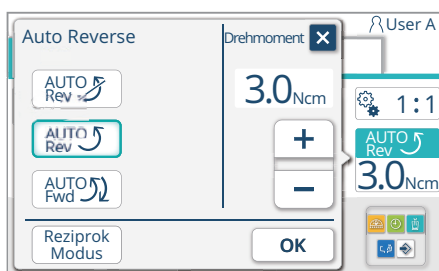 Auto Reverse
Drehmoment
User A
AUTO
Rev
3.0Ncm
1:1
AUTO
Rev
+
AUTO
Rev
3.0Ncm
AUTO
Fwd
−
Reziprok
Modus
OK